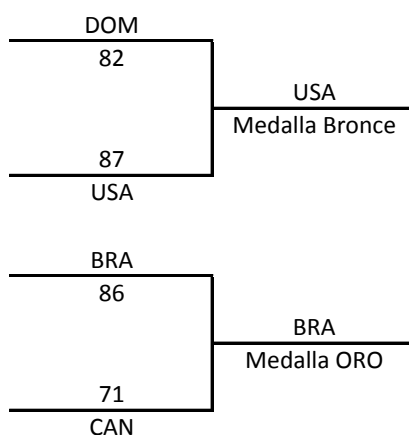 DOM
82
USA
Medalla Bronce
87
USA
BRA
86
BRA
Medalla ORO
71
CAN